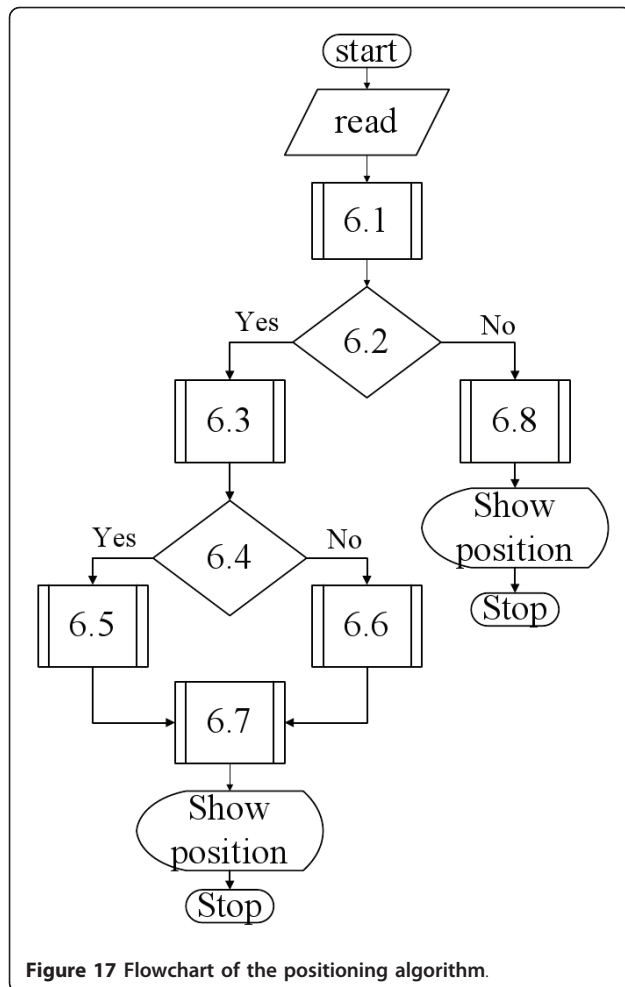 start
read
6.1
Yes
6.2
No
6.3
6.8
Show
position
Stop
Yes
6.4
No
6.5
6.6
6.7
Show
position
Stop
Figure 17 Flowchart of the positioning algorithm.